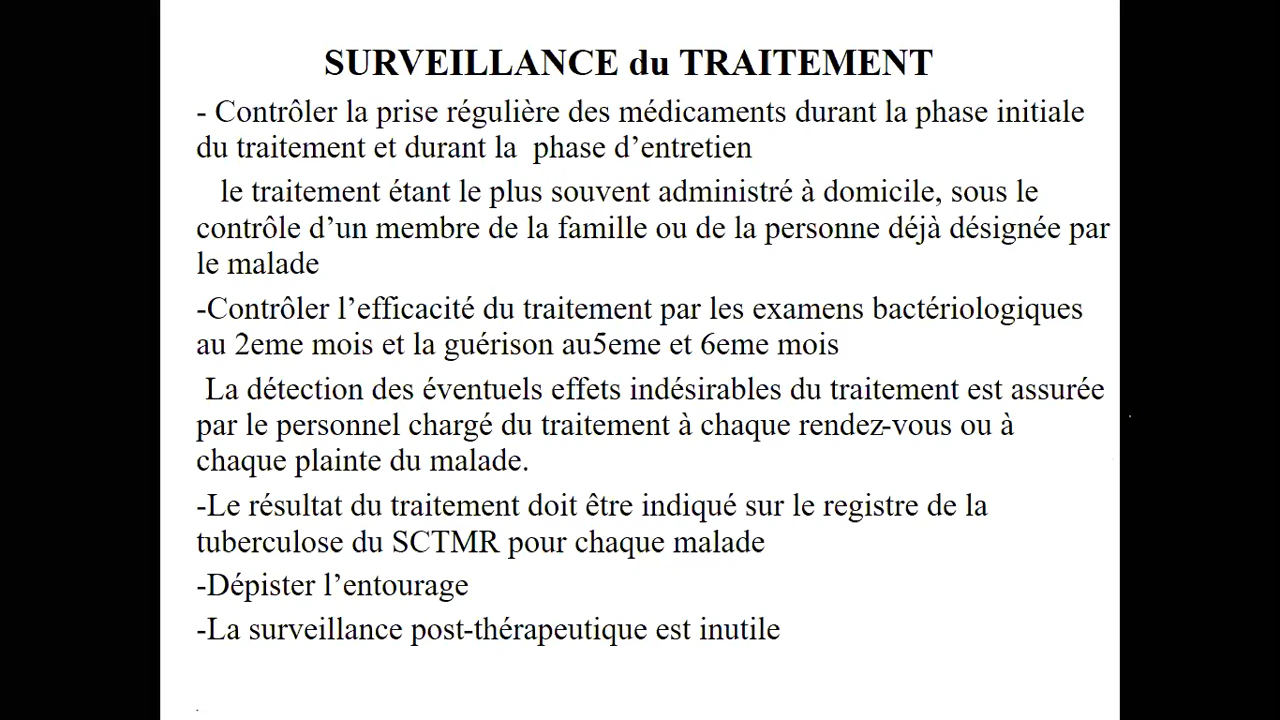 SURVEILLANCE du TRAITEMENT
- Contrôler la prise régulière des médicaments durant la phase initiale
du traitement et durant la  phase d’entretien
le traitement étant le plus souvent administré à domicile, sous le
contrôle d’un membre de la famille ou de la personne déjà désignée par
le malade
-Contrôler l’efficacité du traitement par les examens bactériologiques
au 2eme mois et la guérison au5eme et 6eme mois
La détection des éventuels effets indésirables du traitement est assurée
par le personnel chargé du traitement à chaque rendez-vous ou à
chaque plainte du malade.
-Le résultat du traitement doit être indiqué sur le registre de la
tuberculose du SCTMR pour chaque malade
-Dépister l’entourage
-La surveillance post-thérapeutique est inutile